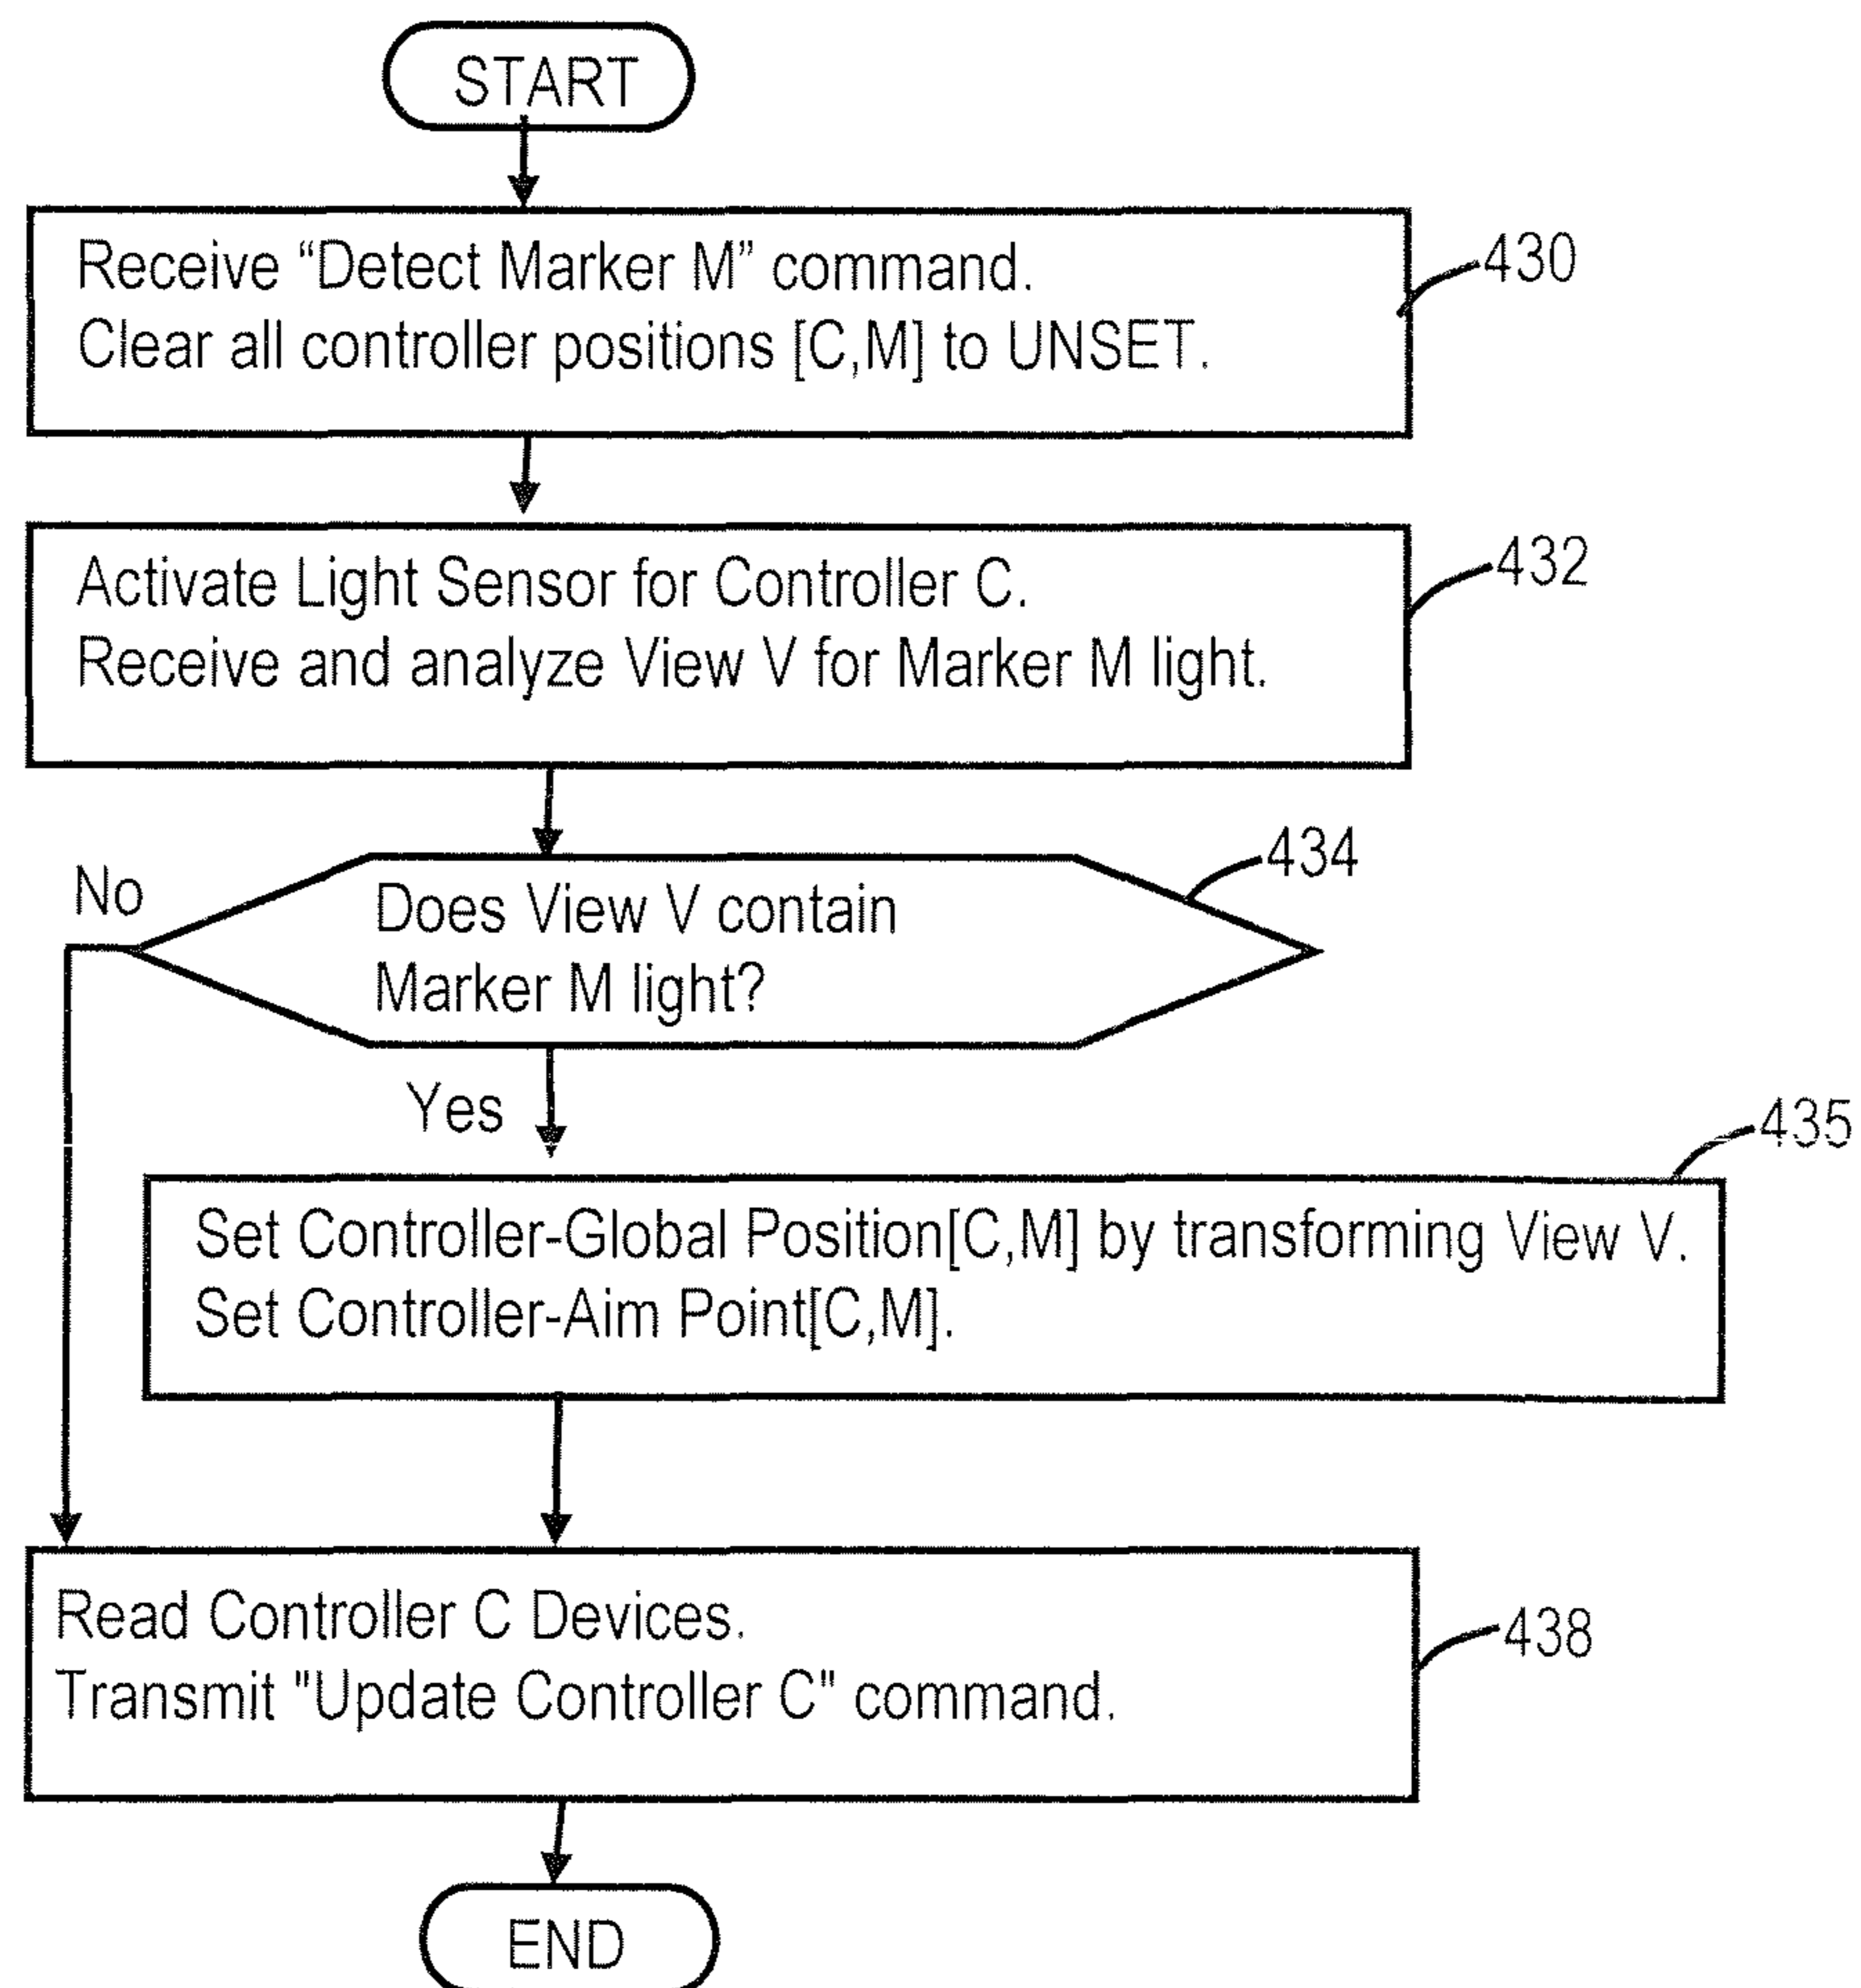 START
Receive “Detect Marker M” command.
Clear all controller positions [C,M] to UNSET.
430
Activate Light Sensor for Controller C.
Receive and analyze View V for Marker M light.
432
434
No
Does View V contain
Marker M light?
Yes
435
Set Controller-Global Position[C,M] by transforming View V.
Set Controller-Aim Point[C,M].
Read Controller C Devices.
Transmit "Update Controller C" command.
438
END